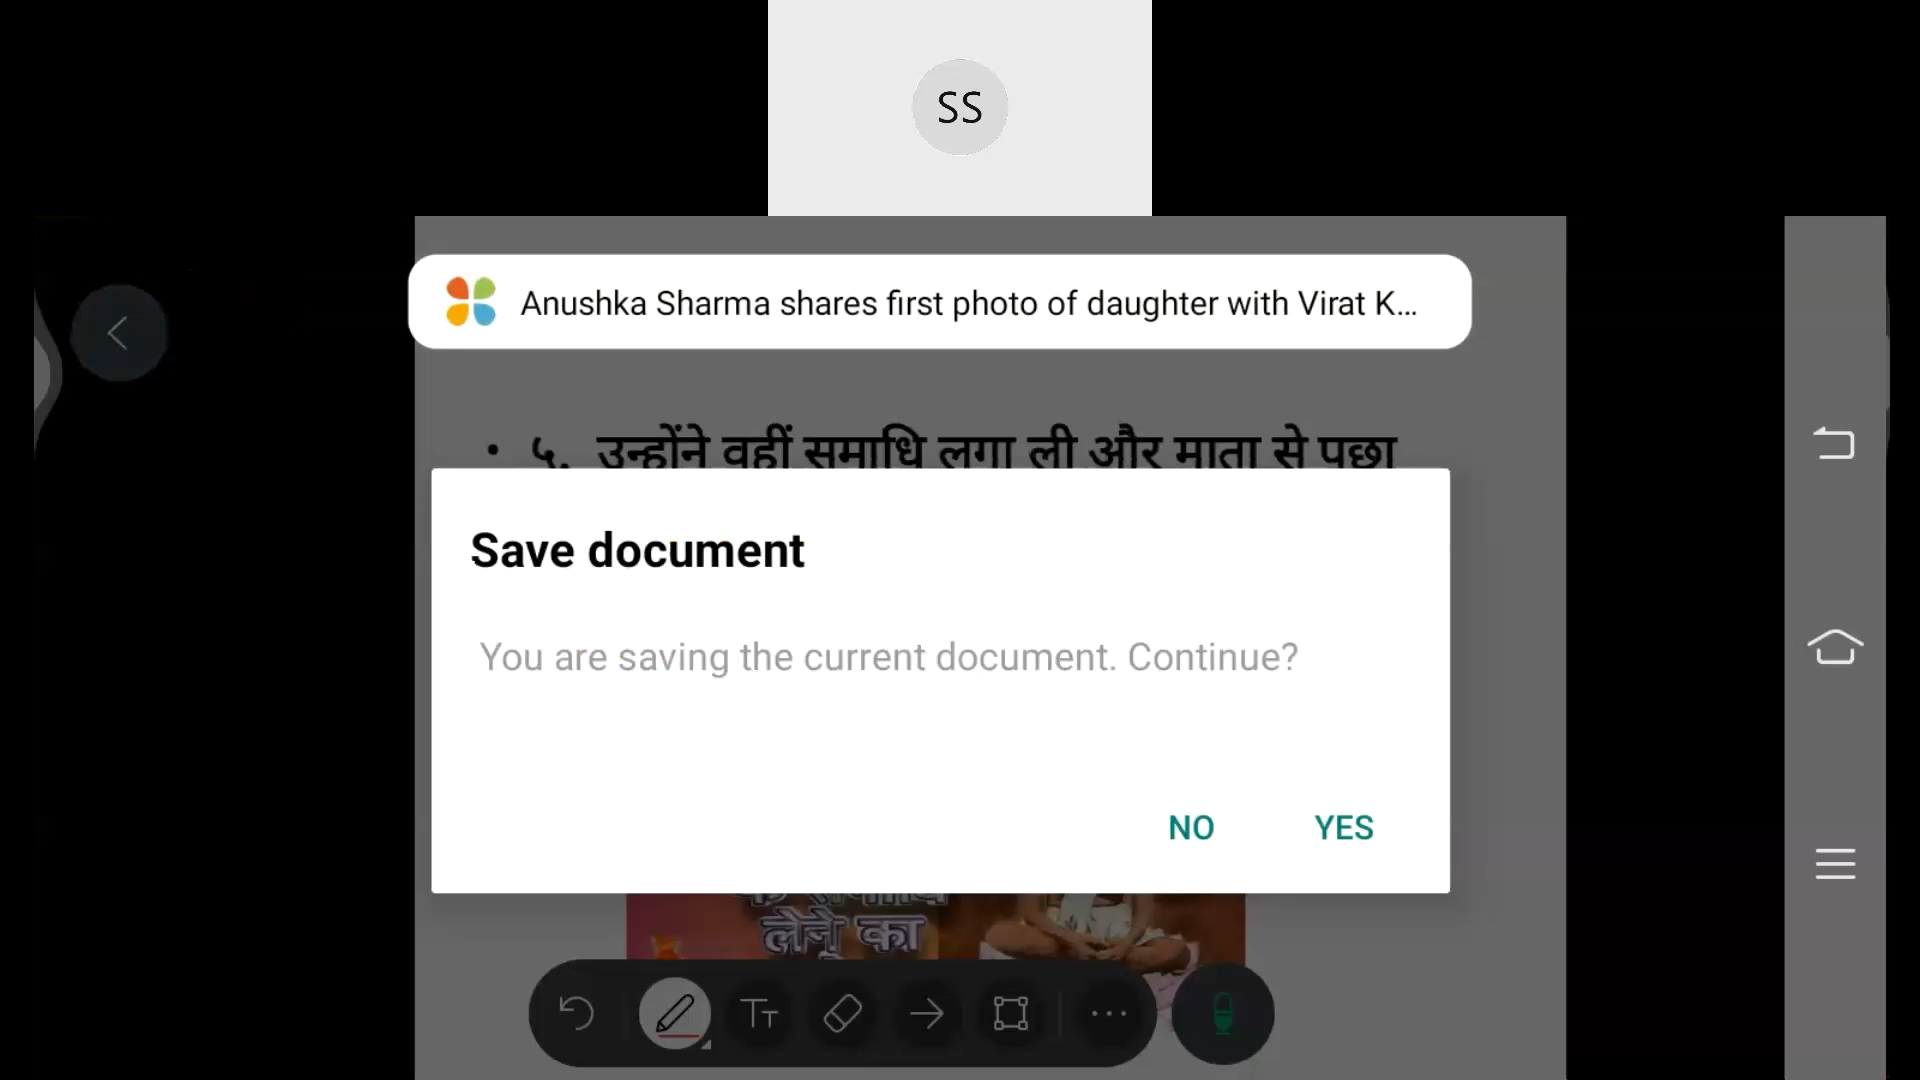 SS
Anushka Sharma shares first photo of daughter with Virat K...
• ५. उन्होंने वहीं समाधि लगा ली और माता से पूछा
Save document
You are saving the current document. Continue?
NO YES
लेने का
TT